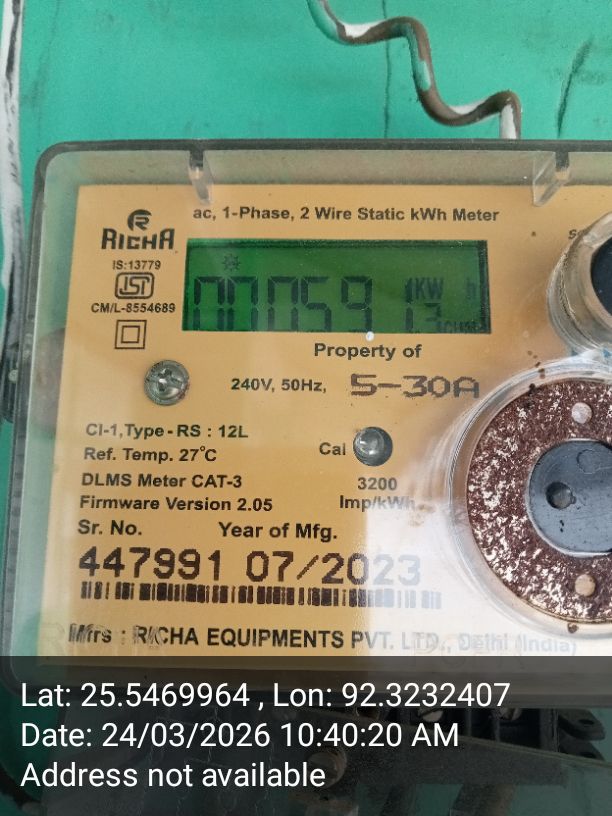 ac, 1-Phase, 2 Wire Static kWh Meter
RICHA
IS:13779
ISI
CM/L-8554689
KW h
Property of
240V, 50Hz, 5-30A
Cl-1, Type - RS : 12L
Ref. Temp. 27°C
Cal
DLMS Meter CAT-3
3200
Firmware Version 2.05
Imp/kWh
Sr. No. Year of Mfg.
447991 07/2023
Mfrs : RICHA EQUIPMENTS PVT. LTD., Delhi (India)
Lat: 25.5469964 , Lon: 92.3232407
Date: 24/03/2026 10:40:20 AM
Address not available